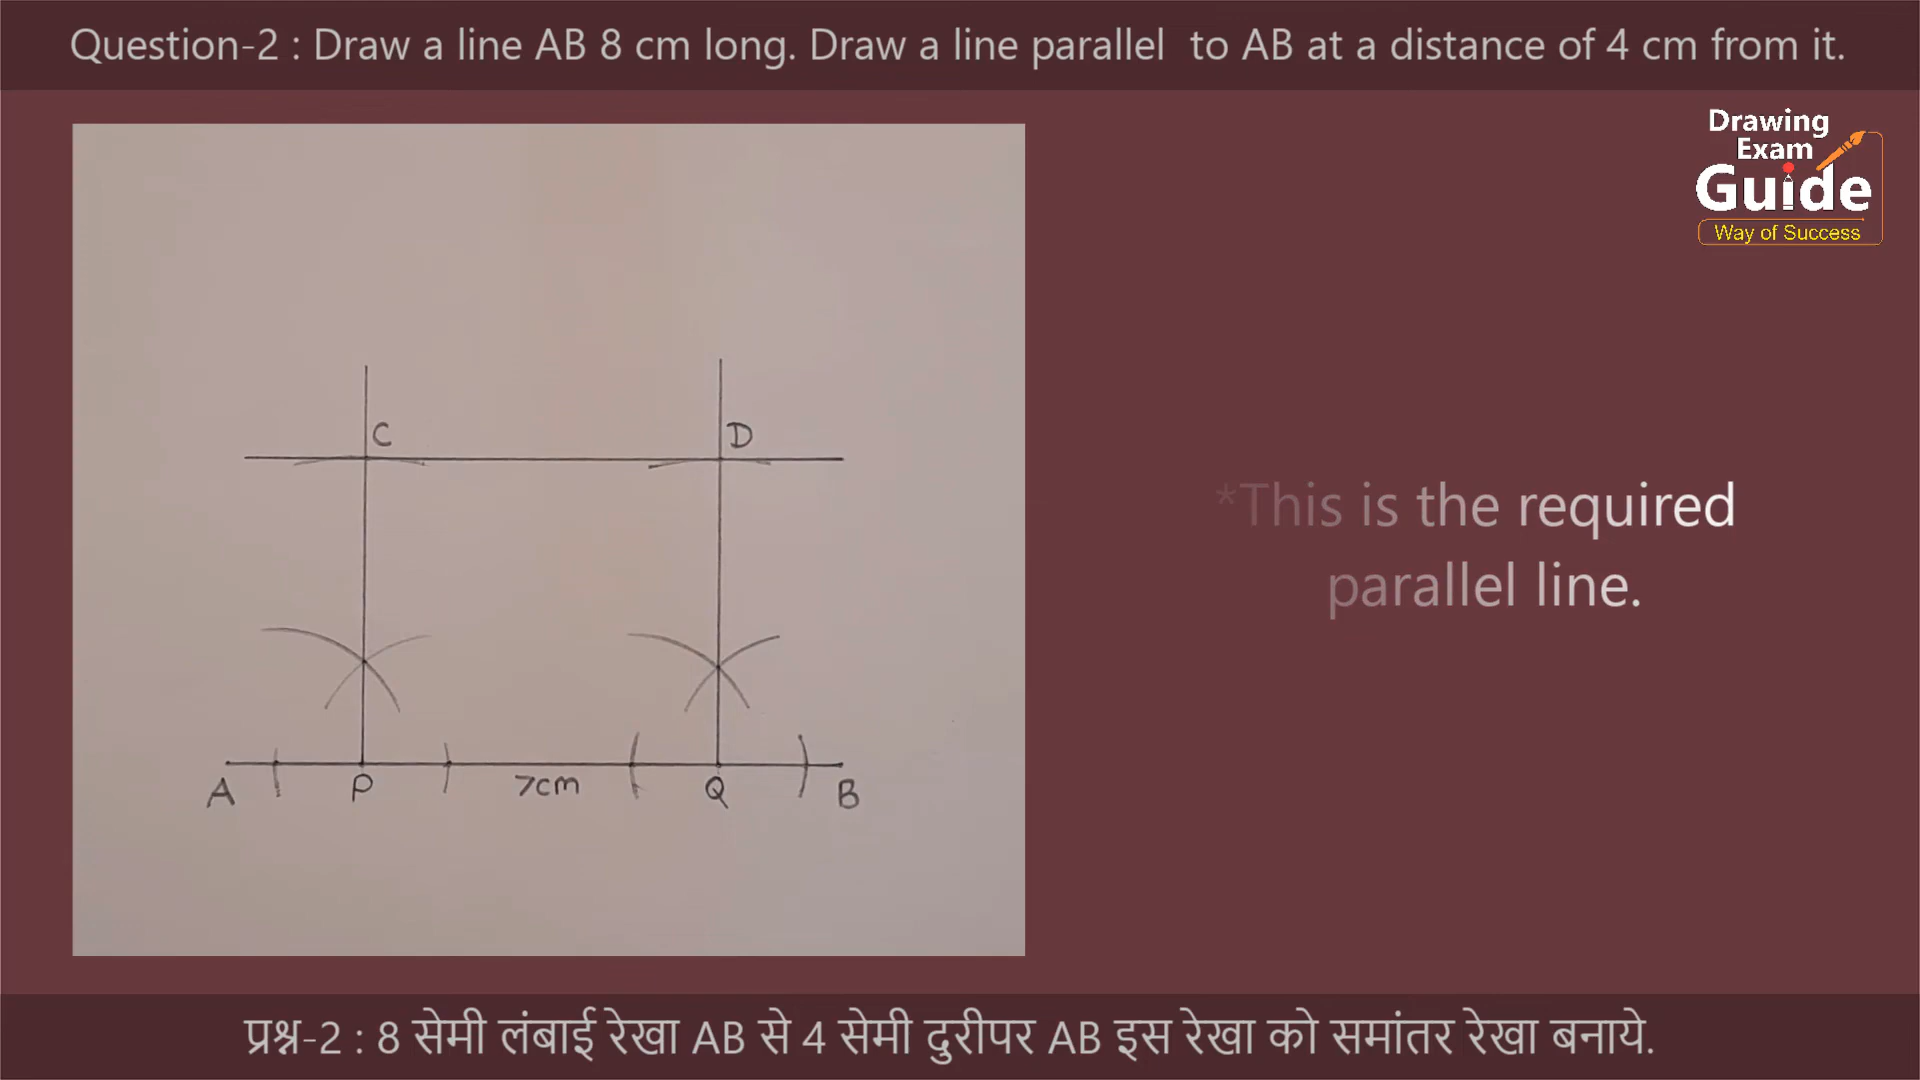 Question-2 : Draw a line AB 8 cm long. Draw a line parallel to AB at a distance of 4 cm from it.
Drawing
Exam
Guide
Way of Success
C
D
*This is the required
parallel line.
A
P
7cm
Q
B
प्रश्न-2 : 8 सेमी लंबाई रेखा AB से 4 सेमी दुरीपर AB इस रेखा को समांतर रेखा बनाये.